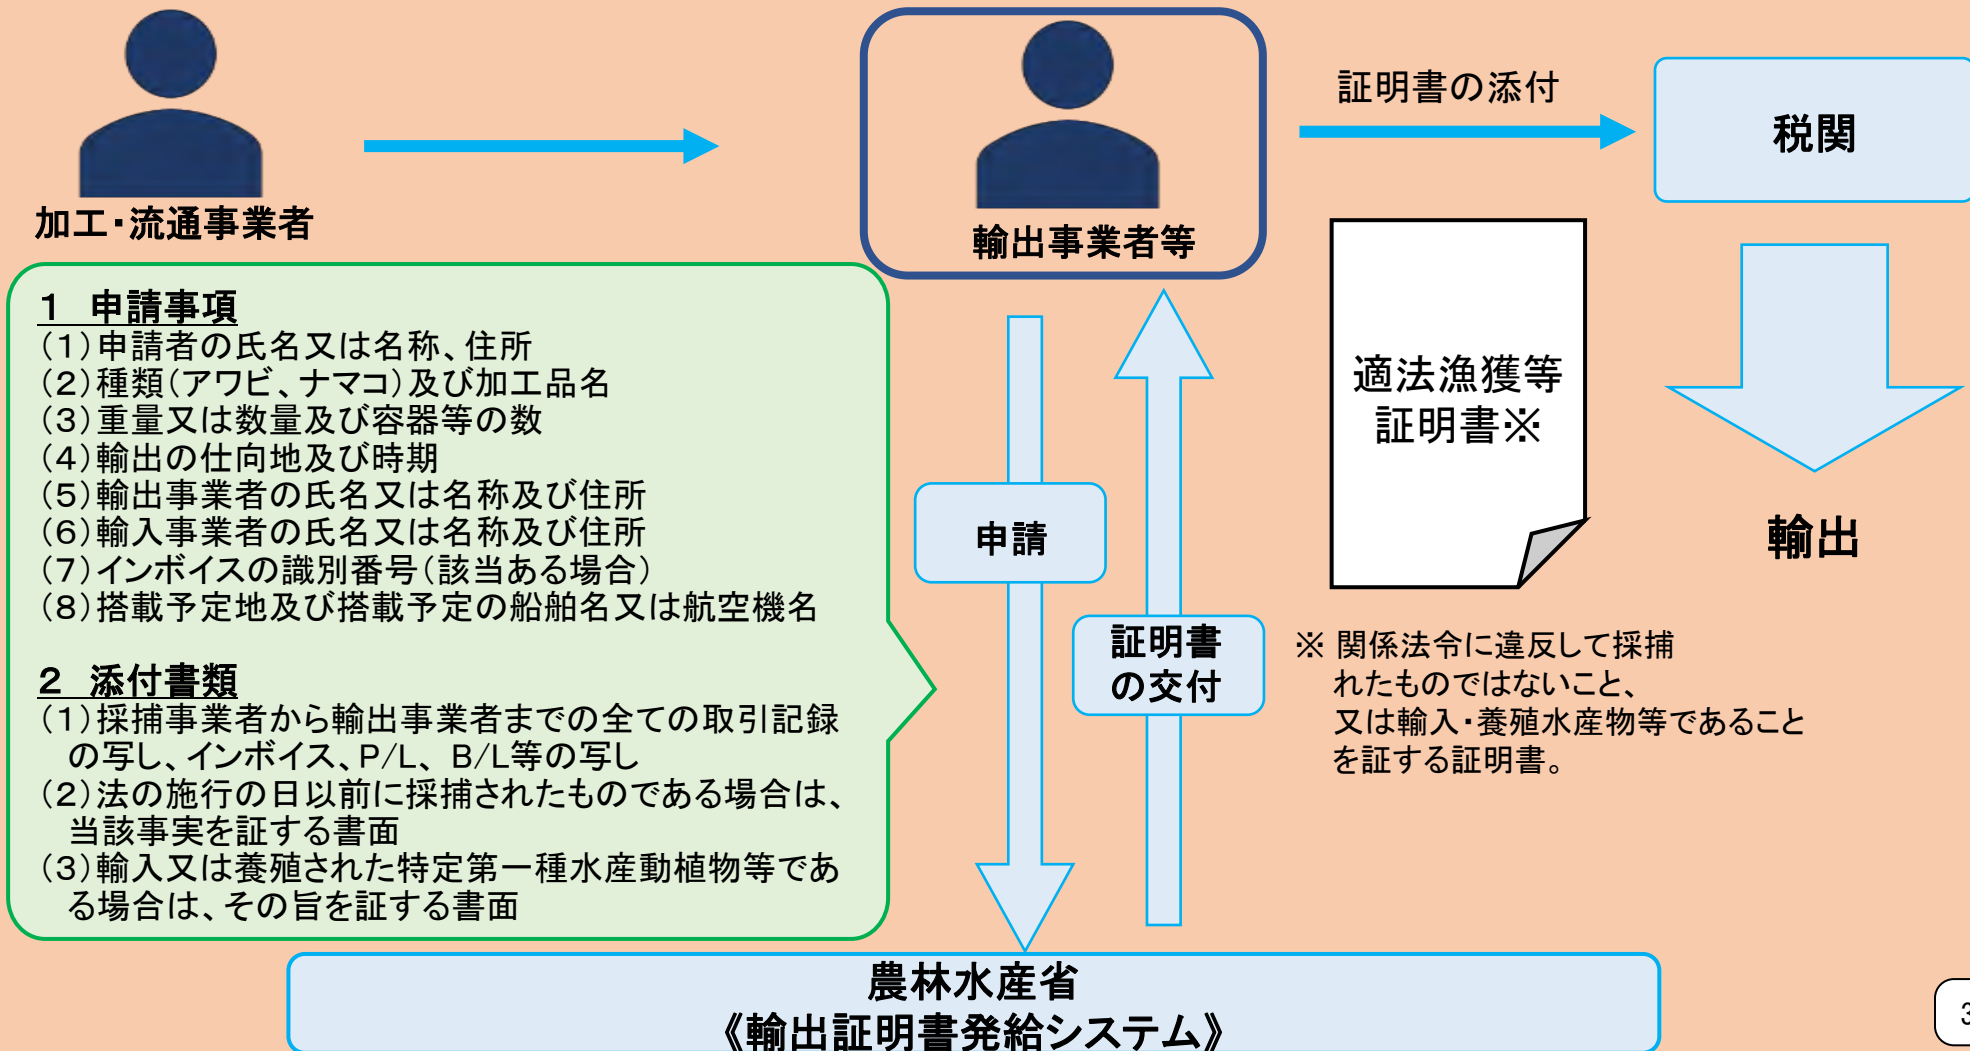 加工・流通事業者
輸出事業者等
証明書の添付
税関
1 申請事項
(1)申請者の氏名又は名称、住所
(2)種類(アワビ、ナマコ)及び加工品名
(3)重量又は数量及び容器等の数
(4)輸出の仕向地及び時期
(5)輸出事業者の氏名又は名称及び住所
(6)輸入事業者の氏名又は名称及び住所
(7)インボイスの識別番号(該当ある場合)
(8)搭載予定地及び搭載予定の船舶名又は航空機名
2 添付書類
(1)採捕事業者から輸出事業者までの全ての取引記録
の写し、インボイス、P/L、B/L等の写し
(2)法の施行の日以前に採捕されたものである場合は、
当該事実を証する書面
(3)輸入又は養殖された特定第一種水産動植物等であ
る場合は、その旨を証する書面
申請
証明書
の交付
適法漁獲等
証明書※
輸出
※ 関係法令に違反して採捕
れたものではないこと、
又は輸入・養殖水産物等であること
を証する証明書。
農林水産省
《輸出証明書発給システム》
3